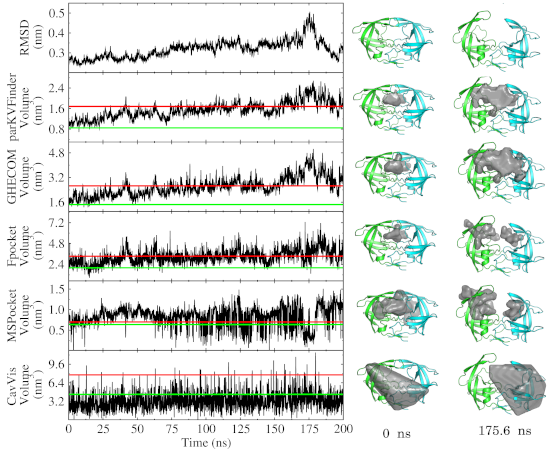 RMSD
(nm)
0.5
0.4
0.3
parKVFinder
Volume
(nm³)
2.4
1.6
0.8
GHECOM
Volume
(nm³)
4.8
3.2
1.6
Fpocket
Volume
(nm³)
7.2
4.8
2.4
MSPocket
Volume
(nm³)
1.5
1.0
0.5
CavVis
Volume
(nm³)
9.6
6.4
3.2
0 25 50 75 100 125 150 175 200
Time (ns)
0 ns
175.6 ns